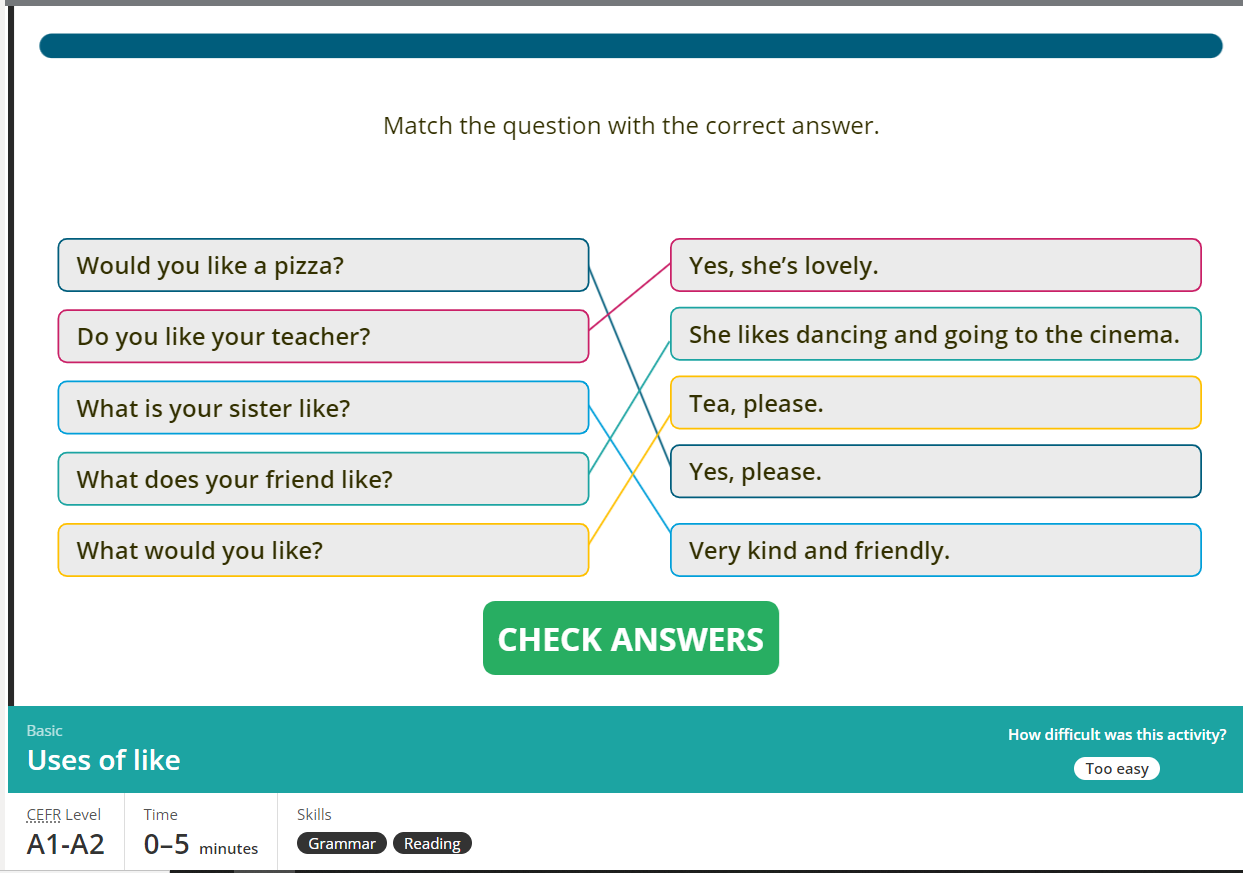 Match the question with the correct answer.
Would you like a pizza?
Yes, she’s lovely.
Do you like your teacher?
She likes dancing and going to the cinema.
What is your sister like?
Tea, please.
What does your friend like?
Yes, please.
What would you like?
Very kind and friendly.
CHECK ANSWERS
Basic
Uses of like
How difficult was this activity?
Too easy
CEFR Level
A1-A2
Time
0–5 minutes
Skills
Grammar
Reading